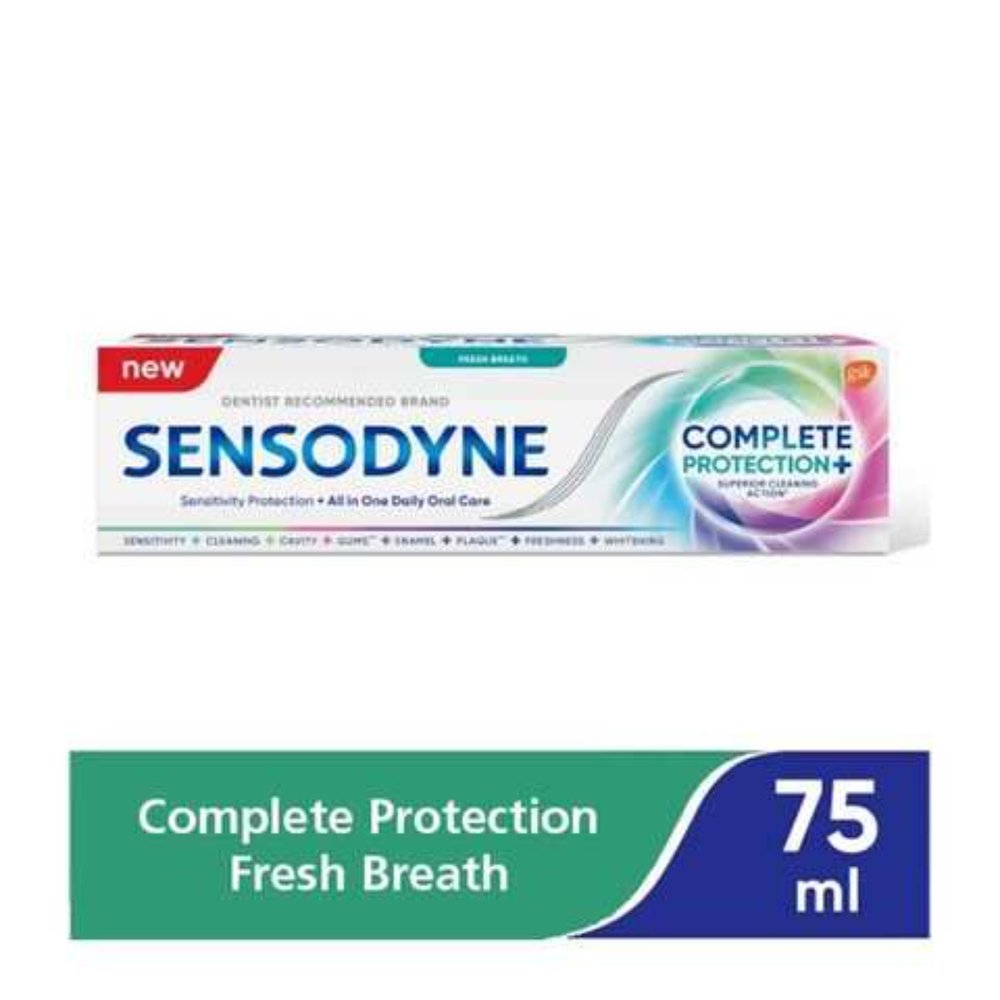 new
FRESH BREATH
gsk
DENTIST RECOMMENDED BRAND
SENSODYNE
Sensitivity Protection + All in One Daily Oral Care
COMPLETE
PROTECTION+
SUPERIOR CLEANING
ACTION*
SENSITIVITY + CLEANING + CAVITY + GUMS** + ENAMEL + PLAQUE** + FRESHNESS + WHITENING
Complete Protection
Fresh Breath
75
ml